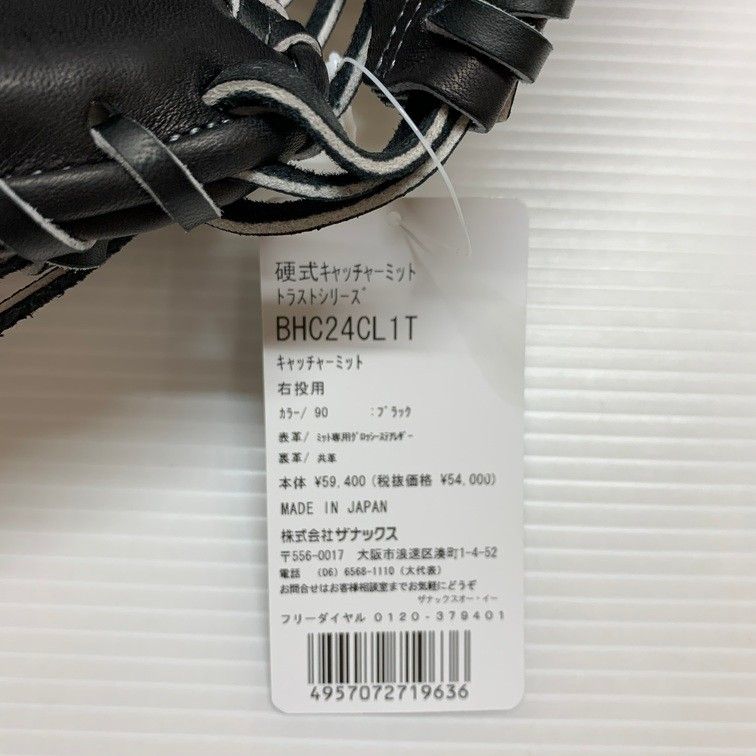 硬式ｷｬｯﾁｬｰﾐｯﾄ
ﾄﾗｽﾄｼﾘｰｽﾞ
BHC24CL1T
ｷｬｯﾁｬｰﾐｯﾄ
右投用
ｶﾗｰ/ 90 :ﾌﾞﾗｯｸ
表革/ ﾐｯﾄ専用ｸﾞﾛｯｼｰｽﾃｱﾚｻﾞｰ
裏革/ 共革
本体 ¥59,400(税抜価格 ¥54,000)
MADE IN JAPAN
株式会社ザナックス
〒556-0017 大阪市浪速区湊町1-4-52
電話 (06) 6568-1110 (大代表)
お問合せはお客様相談室までお気軽にどうぞ
ザナックスオー・イー
フリーダイヤル 0120-379401
4957072719636